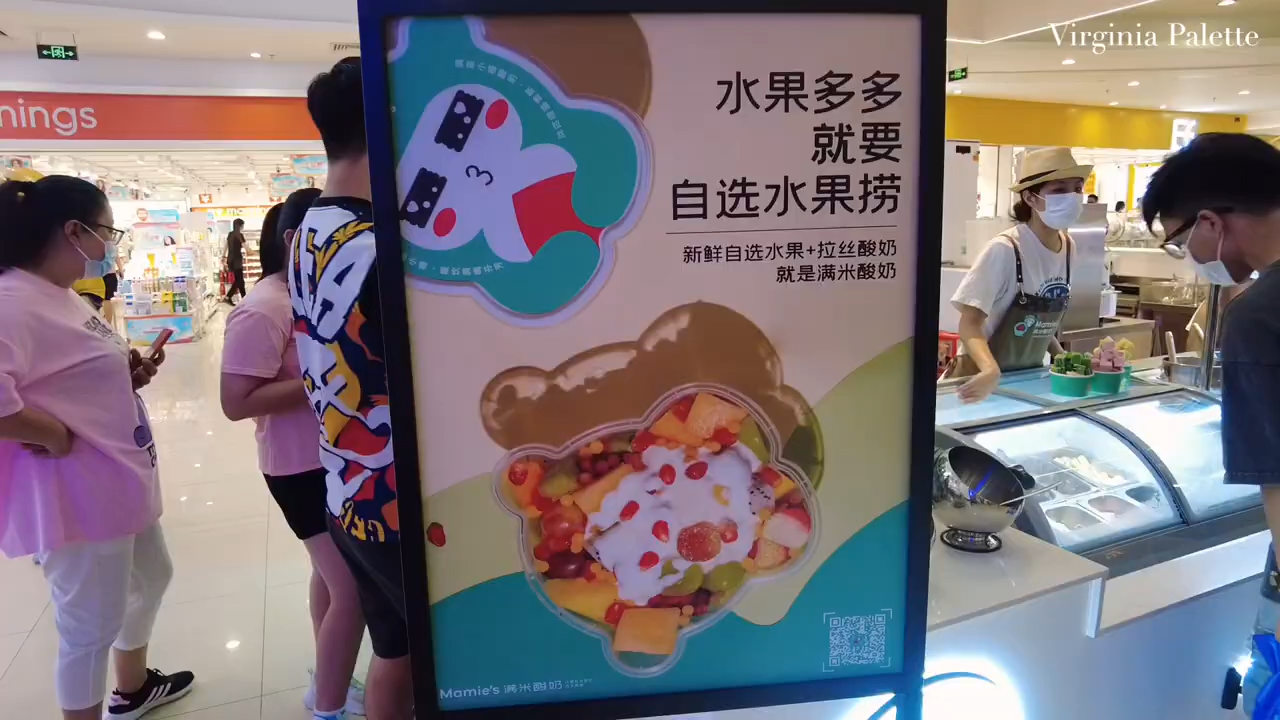 Virginia Palette
nings
水果多多
就要
自选水果捞
新鲜自选水果+拉丝酸奶
就是满米酸奶
Mamie's 满米酸奶